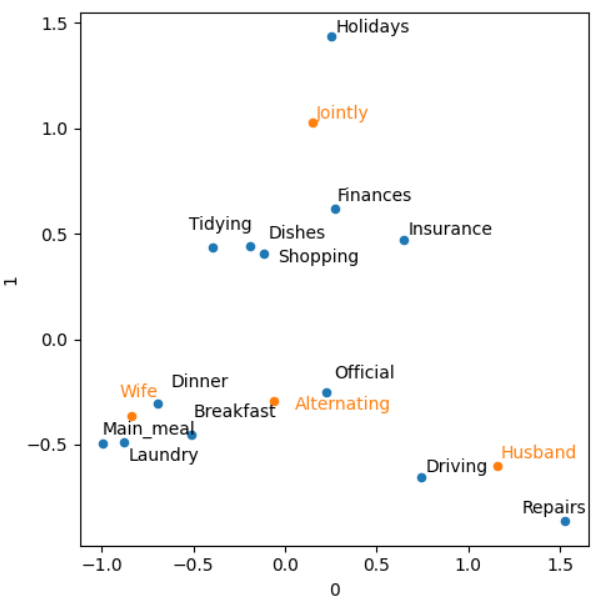 1.5
Holidays
Jointly
1.0
Finances
Tidying
Insurance
0.5
Dishes
Shopping
1
0.0
Official
Dinner
Wife
Alternating
Breakfast
Main_meal
−0.5
Husband
Laundry
Driving
Repairs
−1.0 −0.5 0.0 0.5 1.0 1.5
0